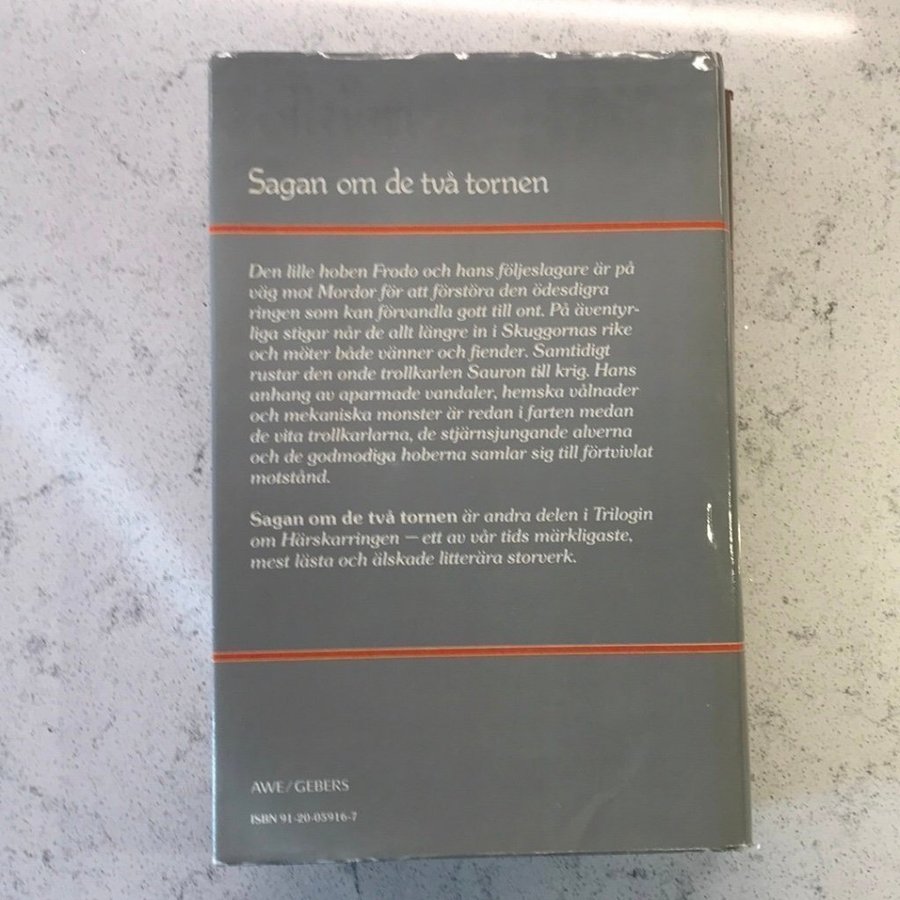 Sagan om de två tornen
Den lille hoben Frodo och hans följeslagare är på
väg mot Mordor för att förstöra den ödesdigra
ringen som kan förvandla gott till ont. På äventyr-
liga stigar når de allt längre in i Skuggornas rike
och möter både vänner och fiender. Samtidigt
rustar den onde trollkarlen Sauron till krig. Hans
anhang av aparmade vandaler, hemska vålnader
och mekaniska monster är redan i farten medan
de vita trollkarlarna, de stjärnsjungande alverna
och de godmodiga hoberna samlar sig till förtvivlat
motstånd.
Sagan om de två tornen är andra delen i Trilogin
om Härskarringen — ett av vår tids märkligaste,
mest lästa och älskade litterära storverk.
AWE/GEBERS
ISBN 91-20-05916-7